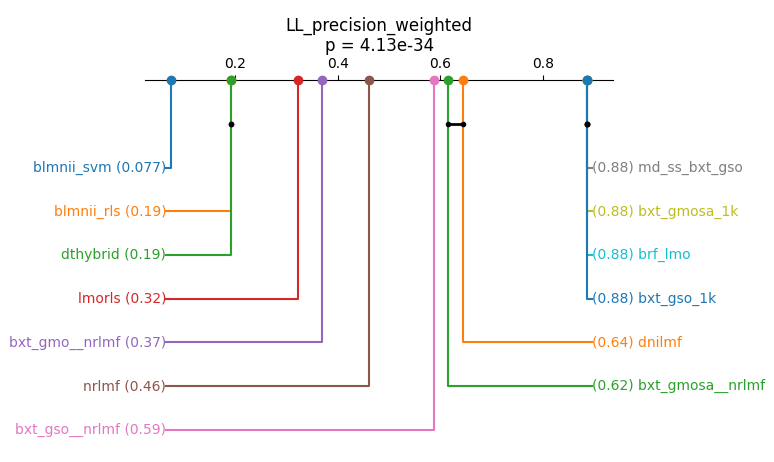 LL_precision_weighted
p = 4.13e-34
0.2 0.4 0.6 0.8
blmnii_svm (0.077)
(0.88) md_ss_bxt_gso
blmnii_rls (0.19)
(0.88) bxt_gmosa_1k
dthybrid (0.19)
(0.88) brf_lmo
lmorls (0.32)
(0.88) bxt_gso_1k
bxt_gmo__nrlmf (0.37)
(0.64) dnilmf
nrlmf (0.46)
(0.62) bxt_gmosa__nrlmf
bxt_gso__nrlmf (0.59)